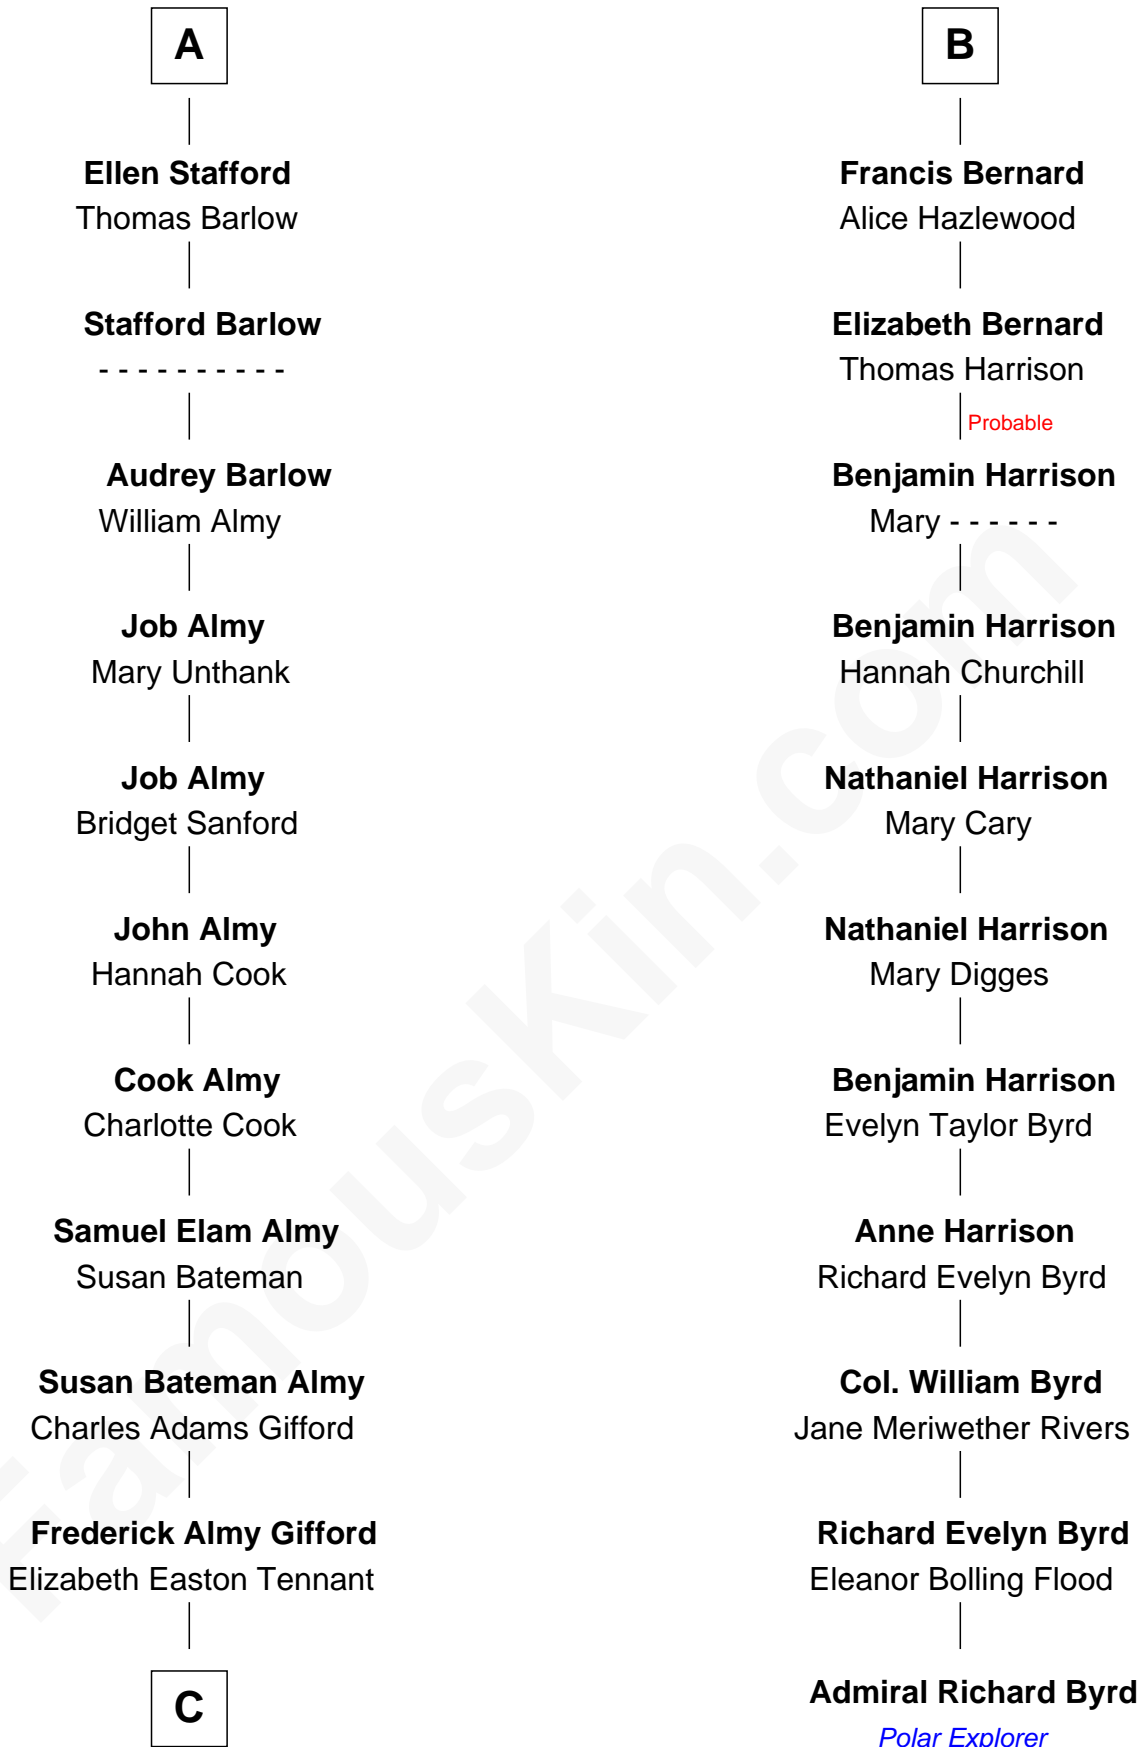 A
Ellen Stafford
Thomas Barlow
Stafford Barlow
- - - - - - - - - -
Audrey Barlow
William Almy
Job Almy
Mary Unthank
Job Almy
Bridget Sanford
John Almy
Hannah Cook
Cook Almy
Charlotte Cook
Samuel Elam Almy
Susan Bateman
Susan Bateman Almy
Charles Adams Gifford
Frederick Almy Gifford
Elizabeth Easton Tennant
C
B
Francis Bernard
Alice Hazlewood
Elizabeth Bernard
Thomas Harrison
Probable
Benjamin Harrison
Mary - - - - - -
Benjamin Harrison
Hannah Churchill
Nathaniel Harrison
Mary Cary
Nathaniel Harrison
Mary Digges
Benjamin Harrison
Evelyn Taylor Byrd
Anne Harrison
Richard Evelyn Byrd
Col. William Byrd
Jane Meriwether Rivers
Richard Evelyn Byrd
Eleanor Bolling Flood
Admiral Richard Byrd
Polar Explorer
FamousKin.com